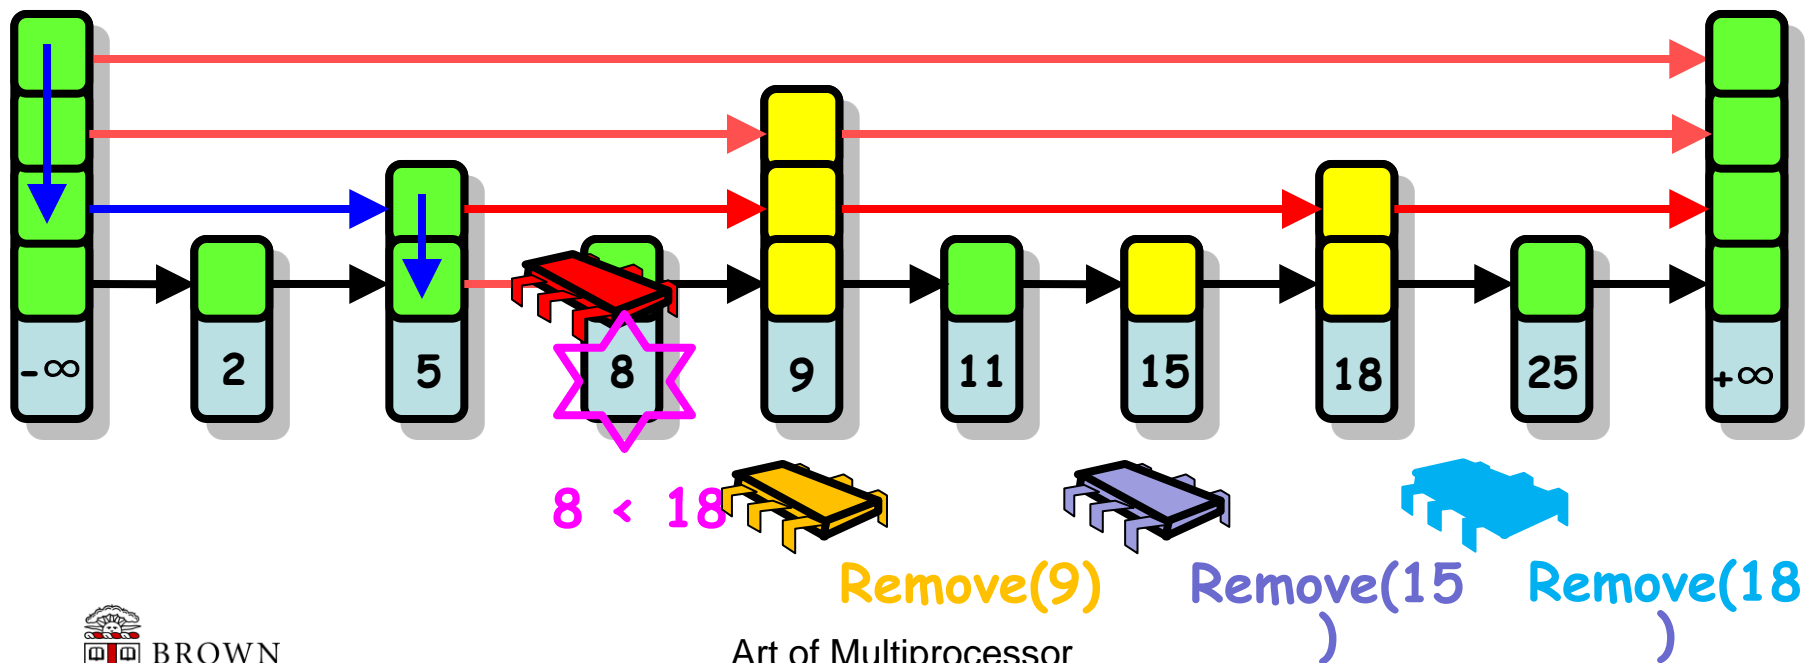 -∞ 2 5 8 9 11 15 18 25 +∞
8 < 18
Remove(9) Remove(15 Remove(18
) )
BROWN
Art of Multiprocessor